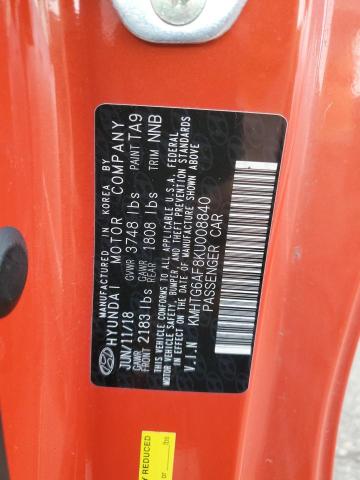 MANUFACTURED IN KOREA BY
HYUNDAI MOTOR COMPANY
JUN/11/18 GVWR 3748 lbs PAINT TA9
GAWR FRONT 2183 lbs GAWR REAR 1808 lbs TRIM NNB
THIS VEHICLE CONFORMS TO ALL APPLICABLE U.S.A. FEDERAL
MOTOR VEHICLE SAFETY, BUMPER, AND THEFT PREVENTION STANDARDS
IN EFFECT ON THE DATE OF MANUFACTURE SHOWN ABOVE
V.I.N KMHTG6AF8KU008840
PASSENGER CAR
REDUCED
lbs